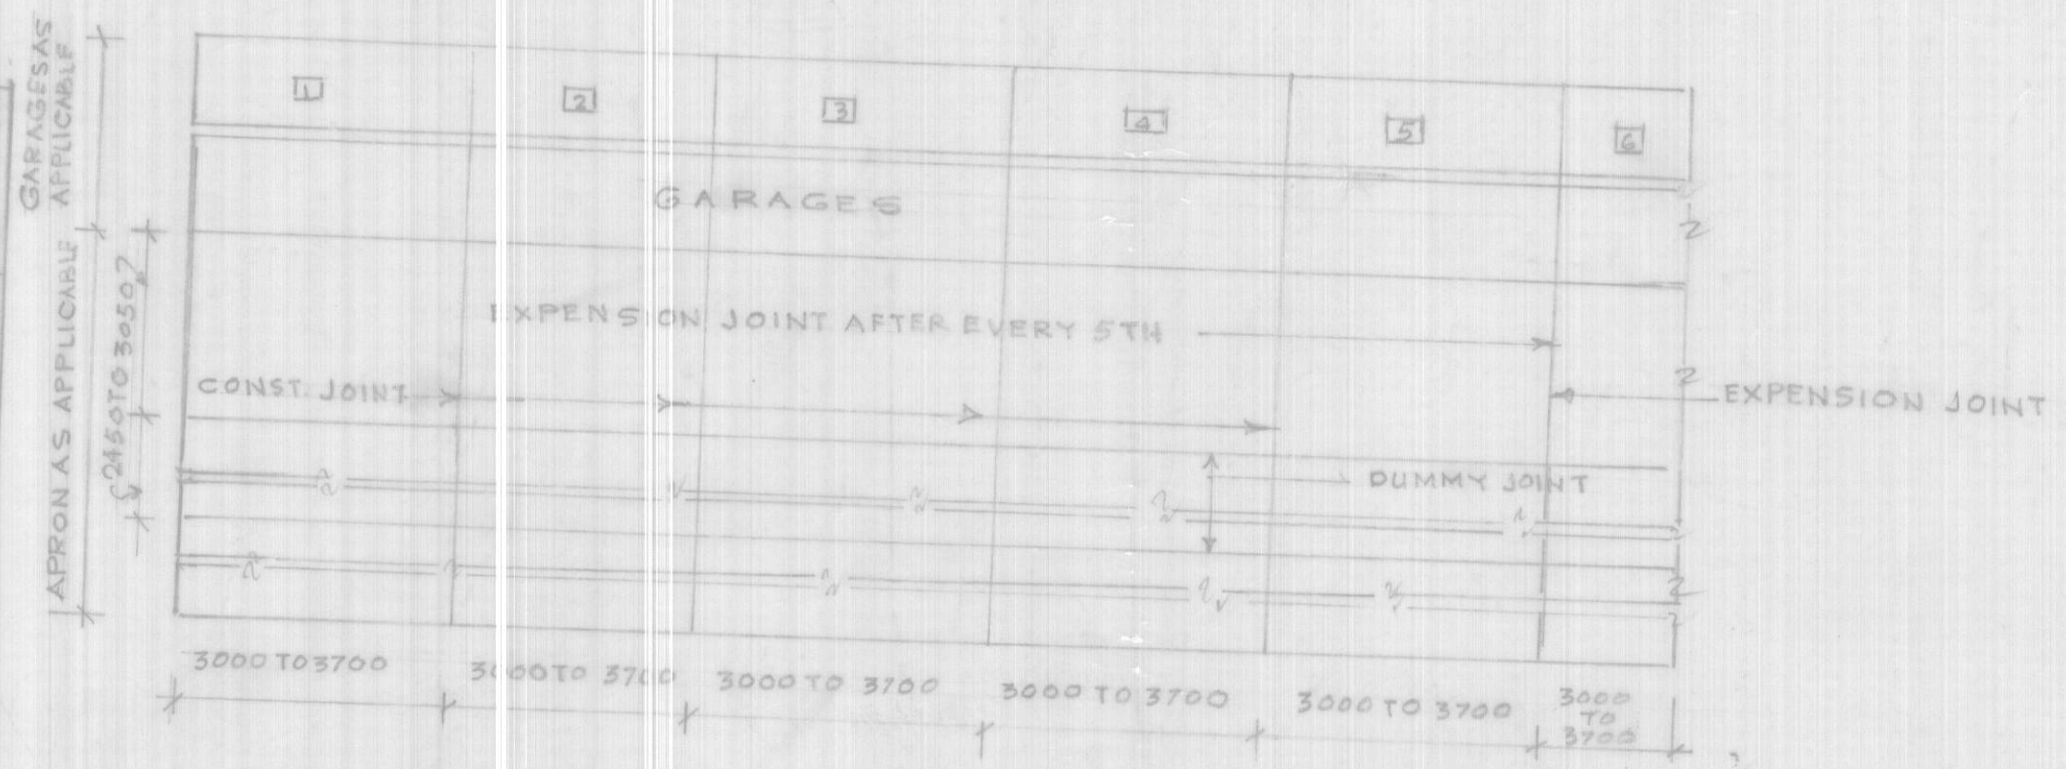 GARAGES AS
APPLICABLE
APRON AS APPLICABLE
2450 TO 3050
1
2
3
4
5
6
GARAGES
EXPENSION JOINT AFTER EVERY 5TH
CONST. JOINT
EXPENSION JOINT
DUMMY JOINT
3000 TO 3700
3000 TO 3700
3000 TO 3700
3000 TO 3700
3000 TO 3700
3000
TO
3700